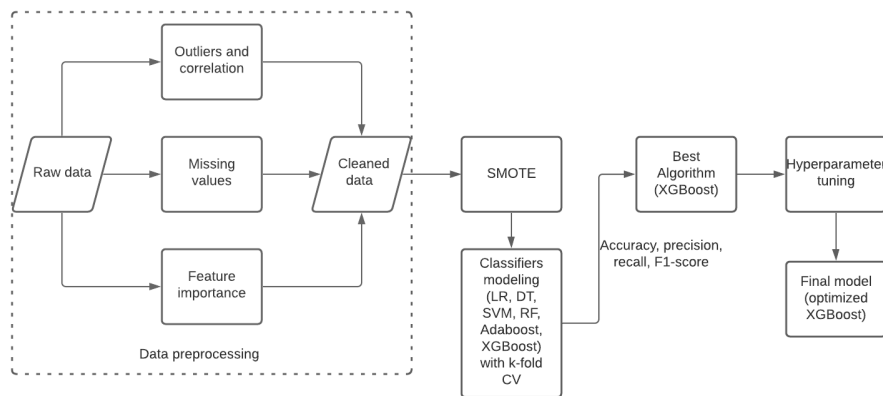 Outliers and
correlation
Raw data
Missing
values
Cleaned
data
Feature
importance
Data preprocessing
SMOTE
Classifiers
modeling
(LR, DT,
SVM, RF,
Adaboost,
XGBoost)
with k-fold
CV
Accuracy, precision,
recall, F1-score
Best
Algorithm
(XGBoost)
Hyperparameter
tuning
Final model
(optimized
XGBoost)